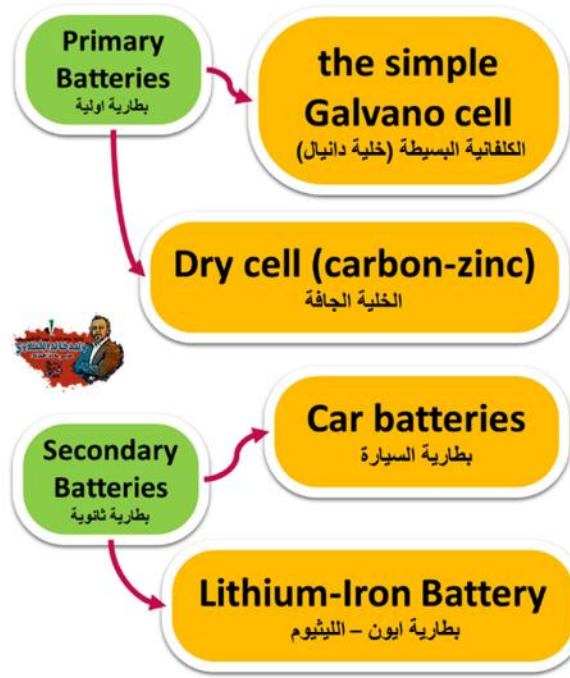 Primary
Batteries
بطارية اولية
the simple
Galvano cell
الكلفانية البسيطة (خلية دانيال)
Dry cell (carbon-zinc)
الخلية الجافة
Secondary
Batteries
بطارية ثانوية
Car batteries
بطارية السيارة
Lithium-Iron Battery
بطارية ايون – الليثيوم